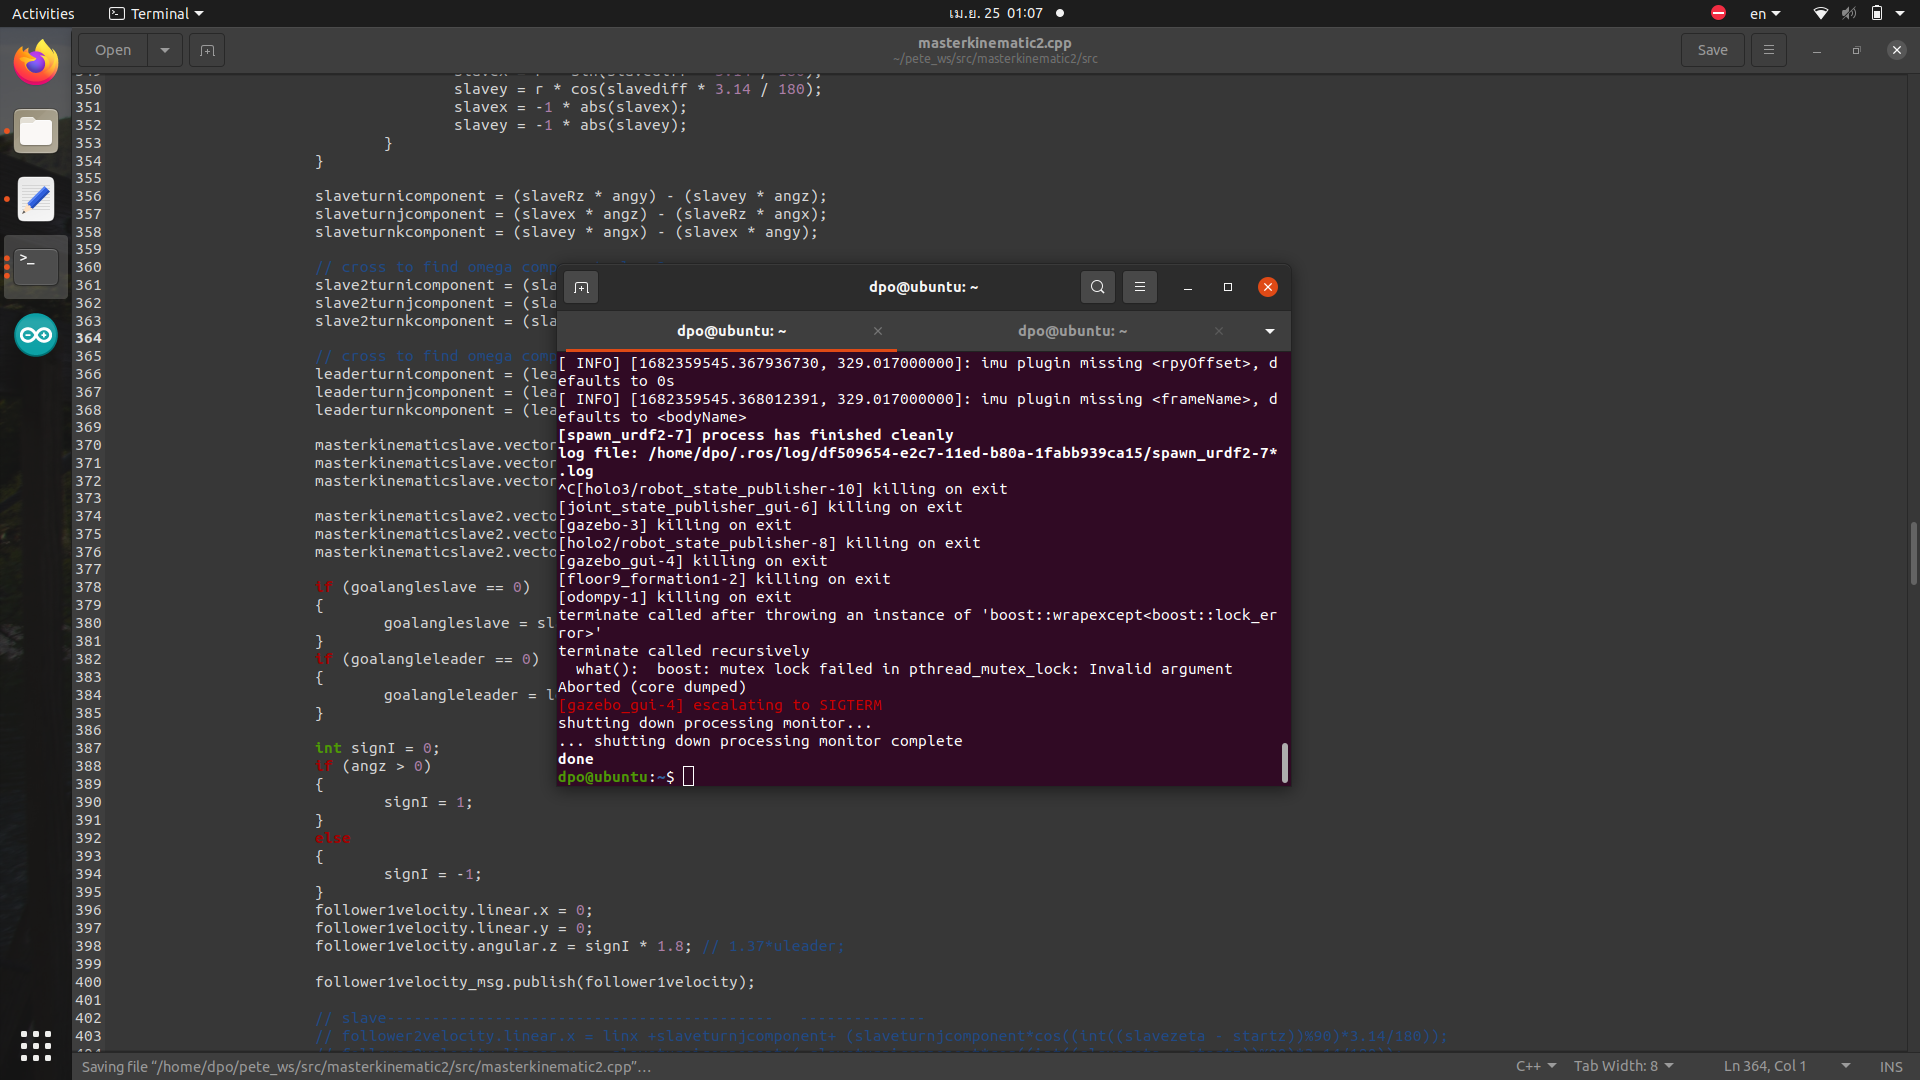 Activities
Terminal
เม.ย. 25 01:07
en
Open
masterkinematic2.cpp
~/pete_ws/src/masterkinematic2/src
Save
350 slavey = r * cos(slavediff * 3.14 / 180);
351 slavex = -1 * abs(slavex);
352 slavey = -1 * abs(slavey);
353 }
354 }
355
356 slaveturnicomponent = (slaveRz * angy) - (slavey * angz);
357 slaveturnjcomponent = (slavex * angz) - (slaveRz * angx);
358 slaveturnkcomponent = (slavey * angx) - (slavex * angy);
359
360 // cross to find omega comp
361 slave2turnicomponent = (sla
362 slave2turnjcomponent = (sla
363 slave2turnkcomponent = (sla
364
365 // cross to find omega comp
366 leaderturnicomponent = (lea
367 leaderturnjcomponent = (lea
368 leaderturnkcomponent = (lea
369
370 masterkinematicslave.vector
371 masterkinematicslave.vector
372 masterkinematicslave.vector
373
374 masterkinematicslave2.vecto
375 masterkinematicslave2.vecto
376 masterkinematicslave2.vecto
377
378 if (goalangleslave == 0)
379 {
380 goalangleslave = sl
381 }
382 if (goalangleleader == 0)
383 {
384 goalangleleader = l
385 }
386
387 int signI = 0;
388 if (angz > 0)
389 {
390 signI = 1;
391 }
392 else
393 {
394 signI = -1;
395 }
396 follower1velocity.linear.x = 0;
397 follower1velocity.linear.y = 0;
398 follower1velocity.angular.z = signI * 1.8; // 1.37*uleader;
399
400 follower1velocity_msg.publish(follower1velocity);
401
402 // slave------------------------------------------- --------------
403 // follower2velocity.linear.x = linx +slaveturnjcomponent+ (slaveturnjcomponent*cos((int((slavezeta - startz))%90)*3.14/180));
dpo@ubuntu: ~
dpo@ubuntu: ~
dpo@ubuntu: ~
[ INFO] [1682359545.367936730, 329.017000000]: imu plugin missing <rpyOffset>, d
efaults to 0s
[ INFO] [1682359545.368012391, 329.017000000]: imu plugin missing <frameName>, d
efaults to <bodyName>
[spawn_urdf2-7] process has finished cleanly
log file: /home/dpo/.ros/log/df509654-e2c7-11ed-b80a-1fabb939ca15/spawn_urdf2-7*
.log
^C[holo3/robot_state_publisher-10] killing on exit
[joint_state_publisher_gui-6] killing on exit
[gazebo-3] killing on exit
[holo2/robot_state_publisher-8] killing on exit
[gazebo_gui-4] killing on exit
[floor9_formation1-2] killing on exit
[odompy-1] killing on exit
terminate called after throwing an instance of 'boost::wrapexcept<boost::lock_er
ror>'
terminate called recursively
what():  boost: mutex lock failed in pthread_mutex_lock: Invalid argument
Aborted (core dumped)
[gazebo_gui-4] escalating to SIGTERM
shutting down processing monitor...
... shutting down processing monitor complete
done
dpo@ubuntu:~$
Saving file “/home/dpo/pete_ws/src/masterkinematic2/src/masterkinematic2.cpp”…
C++
Tab Width: 8
Ln 364, Col 1
INS